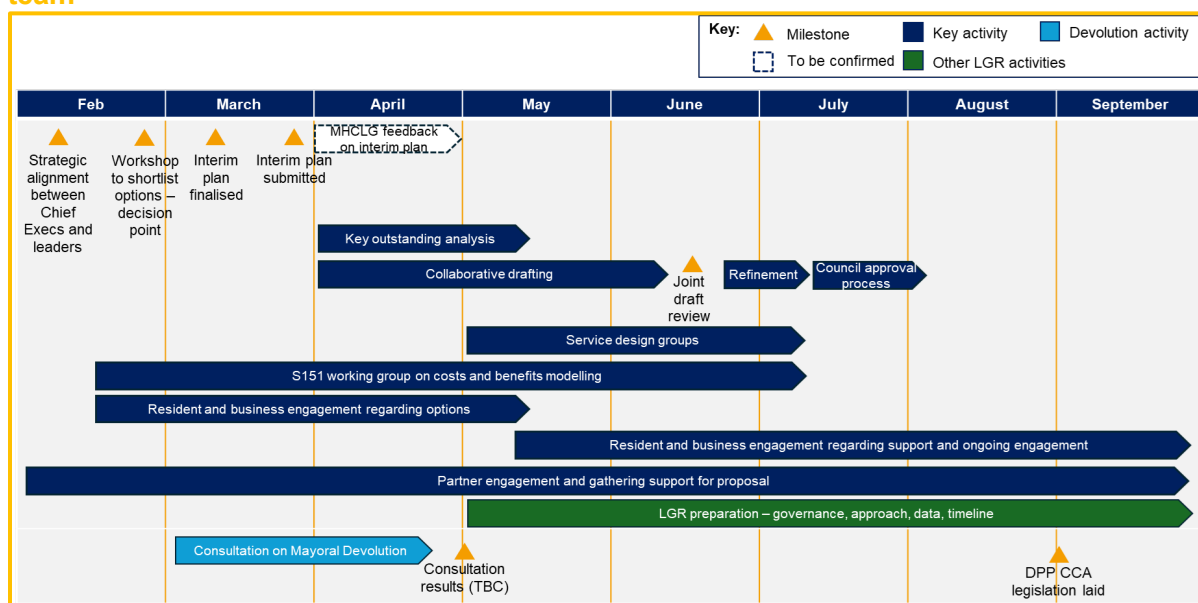 team
Key:
Milestone
Key activity
Devolution activity
To be confirmed
Other LGR activities
Feb
March
April
May
June
July
August
September
Strategic
alignment
between
Chief
Execs and
leaders
Workshop
to shortlist
options –
decision
point
Interim
plan
finalised
Interim plan
submitted
MHCLG feedback
on interim plan
Key outstanding analysis
Collaborative drafting
Joint
draft
review
Refinement
Council approval
process
Service design groups
S151 working group on costs and benefits modelling
Resident and business engagement regarding options
Resident and business engagement regarding support and ongoing engagement
Partner engagement and gathering support for proposal
LGR preparation – governance, approach, data, timeline
Consultation on Mayoral Devolution
Consultation
results (TBC)
DPP CCA
legislation laid